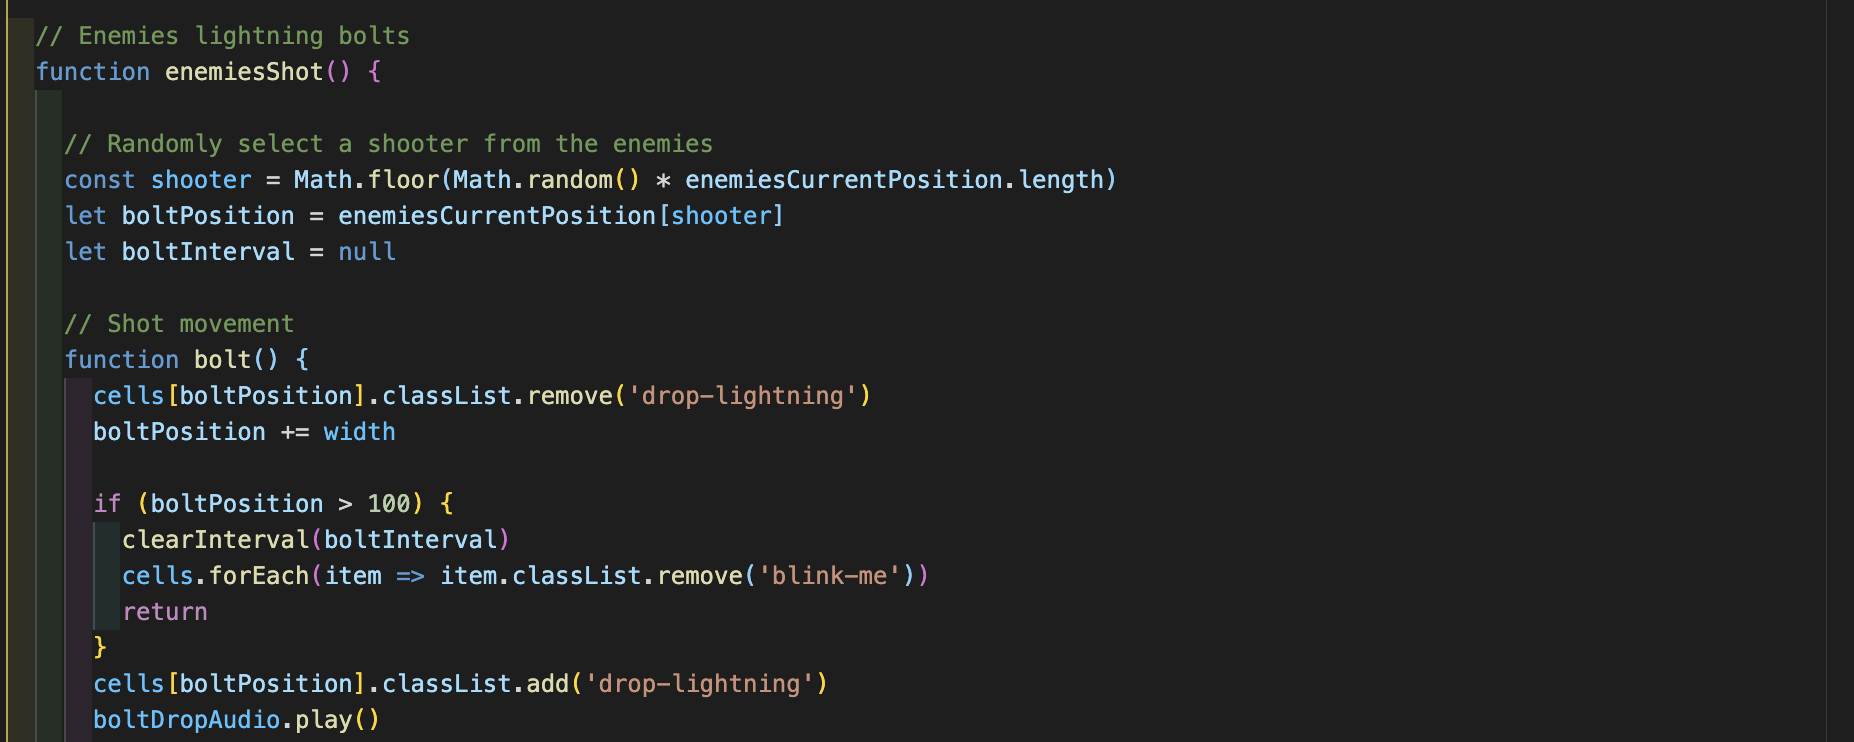 // Enemies lightning bolts
function enemiesShot() {
// Randomly select a shooter from the enemies
const shooter = Math.floor(Math.random() * enemiesCurrentPosition.length)
let boltPosition = enemiesCurrentPosition[shooter]
let boltInterval = null
// Shot movement
function bolt() {
cells[boltPosition].classList.remove('drop-lightning')
boltPosition += width
if (boltPosition > 100) {
clearInterval(boltInterval)
cells.forEach(item => item.classList.remove('blink-me'))
return
}
cells[boltPosition].classList.add('drop-lightning')
boltDropAudio.play()